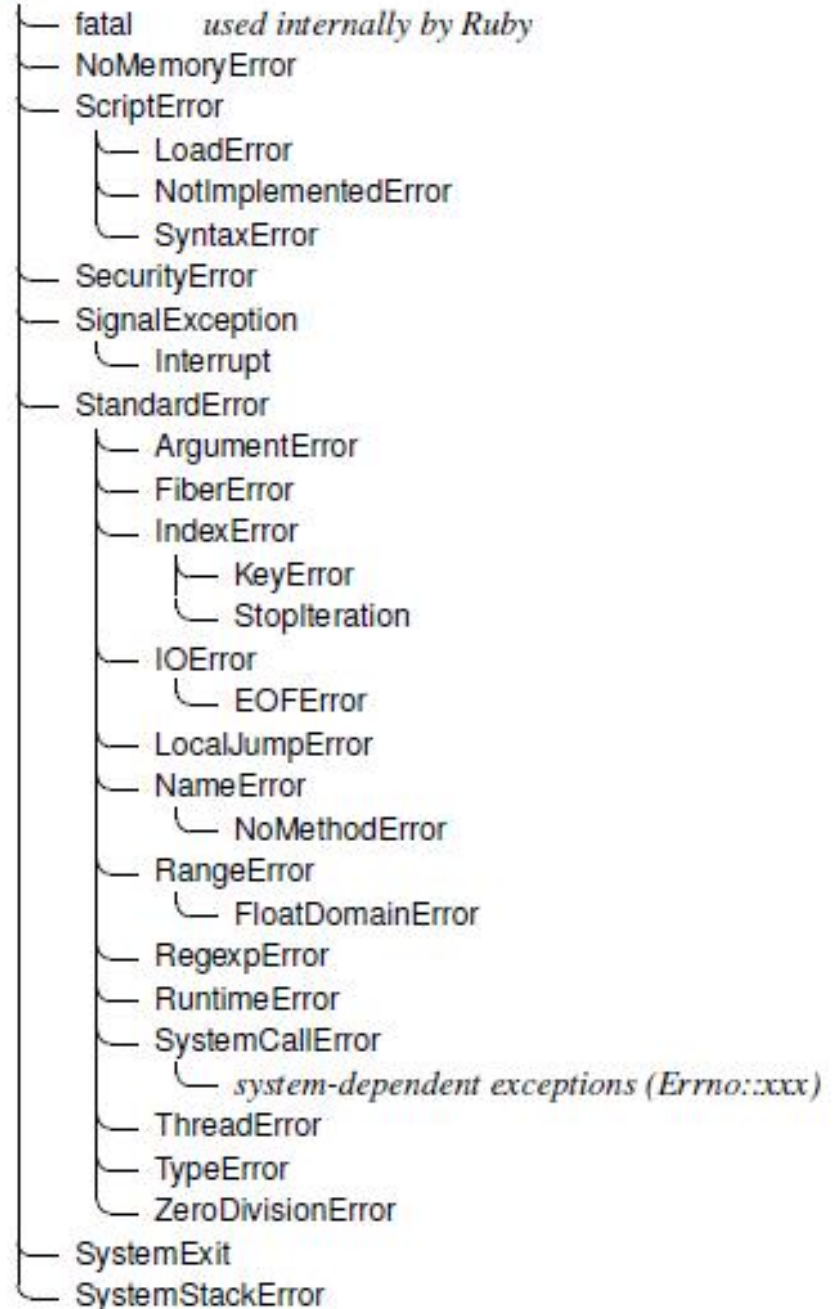 fatal used internally by Ruby
NoMemoryError
ScriptError
LoadError
NotImplementedError
SyntaxError
SecurityError
SignalException
Interrupt
StandardError
ArgumentError
FiberError
IndexError
KeyError
StopIteration
IOError
EOFError
LocalJumpError
NameError
NoMethodError
RangeError
FloatDomainError
RegexpError
RuntimeError
SystemCallError
system-dependent exceptions (Errno::xxx)
ThreadError
TypeError
ZeroDivisionError
SystemExit
SystemStackError